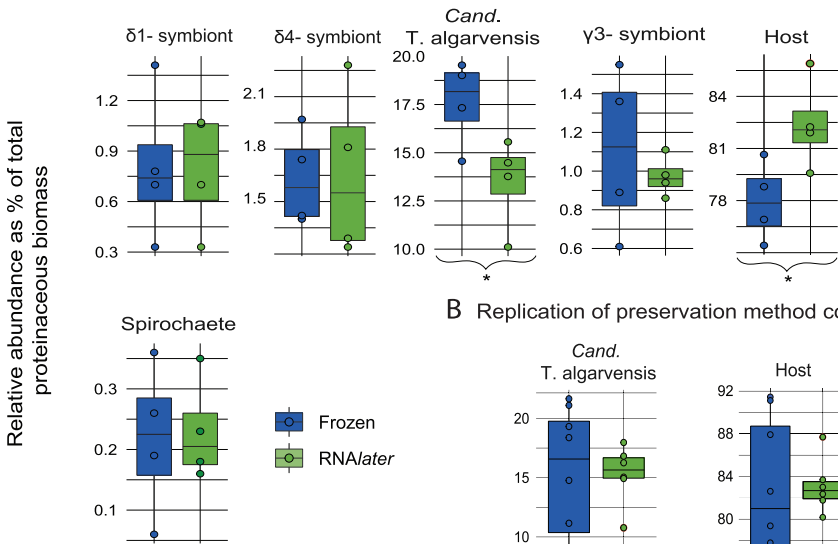 Cand.
δ1- symbiont δ4- symbiont T. algarvensis γ3- symbiont Host
1.2
0.9
0.6
0.3
2.1
1.8
1.5
20.0
17.5
15.0
12.5
10.0
*
1.4
1.2
1.0
0.8
0.6
84
81
78
*
Relative abundance as % of total
proteinaceous biomass
Spirochaete
0.3
0.2
0.1
Frozen
RNAlater
B Replication of preservation method co
Cand.
T. algarvensis
20
15
10
Host
92
88
84
80